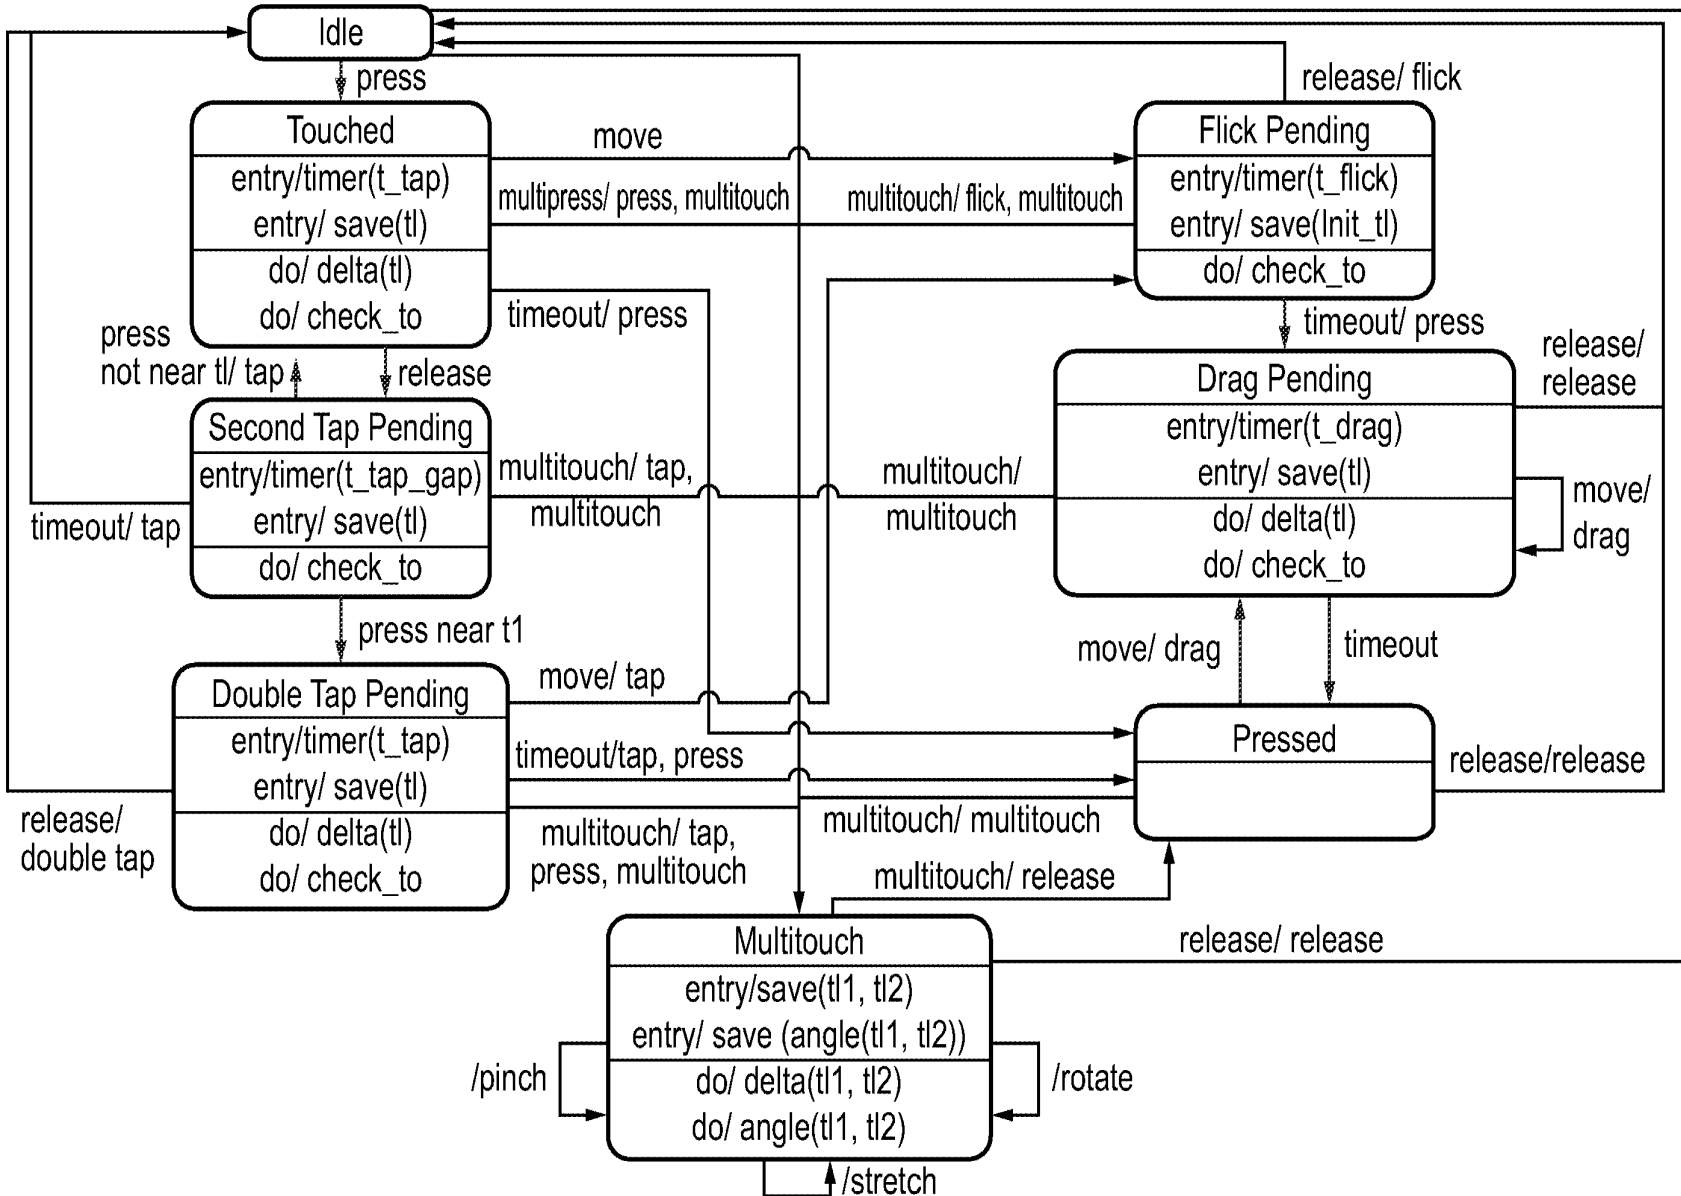 Idle
press
release/ flick
Touched
entry/timer(t_tap)
entry/ save(tl)
do/ delta(tl)
do/ check_to
move
multipress/ press, multitouch
multitouch/ flick, multitouch
Flick Pending
entry/timer(t_flick)
entry/ save(Init_tl)
do/ check_to
timeout/ press
timeout/ press
press
not near tl/ tap
release
release/
release
Drag Pending
entry/timer(t_drag)
entry/ save(tl)
do/ delta(tl)
do/ check_to
move/
drag
Second Tap Pending
entry/timer(t_tap_gap)
entry/ save(tl)
do/ check_to
multitouch/ tap,
multitouch
multitouch/
multitouch
timeout/ tap
press near t1
move/ drag
timeout
Double Tap Pending
entry/timer(t_tap)
entry/ save(tl)
do/ delta(tl)
do/ check_to
move/ tap
timeout/tap, press
Pressed
release/release
release/
double tap
multitouch/ tap,
press, multitouch
multitouch/ multitouch
multitouch/ release
Multitouch
entry/save(tl1, tl2)
entry/ save (angle(tl1, tl2))
do/ delta(tl1, tl2)
do/ angle(tl1, tl2)
release/ release
/pinch
/rotate
/stretch